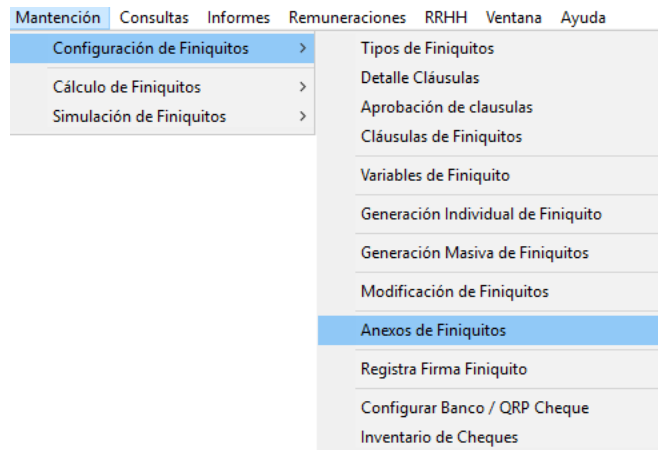 Mantención Consultas Informes Remuneraciones RRHH Ventana Ayuda
Configuración de Finiquitos >
Cálculo de Finiquitos >
Simulación de Finiquitos >
Tipos de Finiquitos
Detalle Cláusulas
Aprobación de clausulas
Cláusulas de Finiquitos
Variables de Finiquito
Generación Individual de Finiquito
Generación Masiva de Finiquitos
Modificación de Finiquitos
Anexos de Finiquitos
Registra Firma Finiquito
Configurar Banco / QRP Cheque
Inventario de Cheques